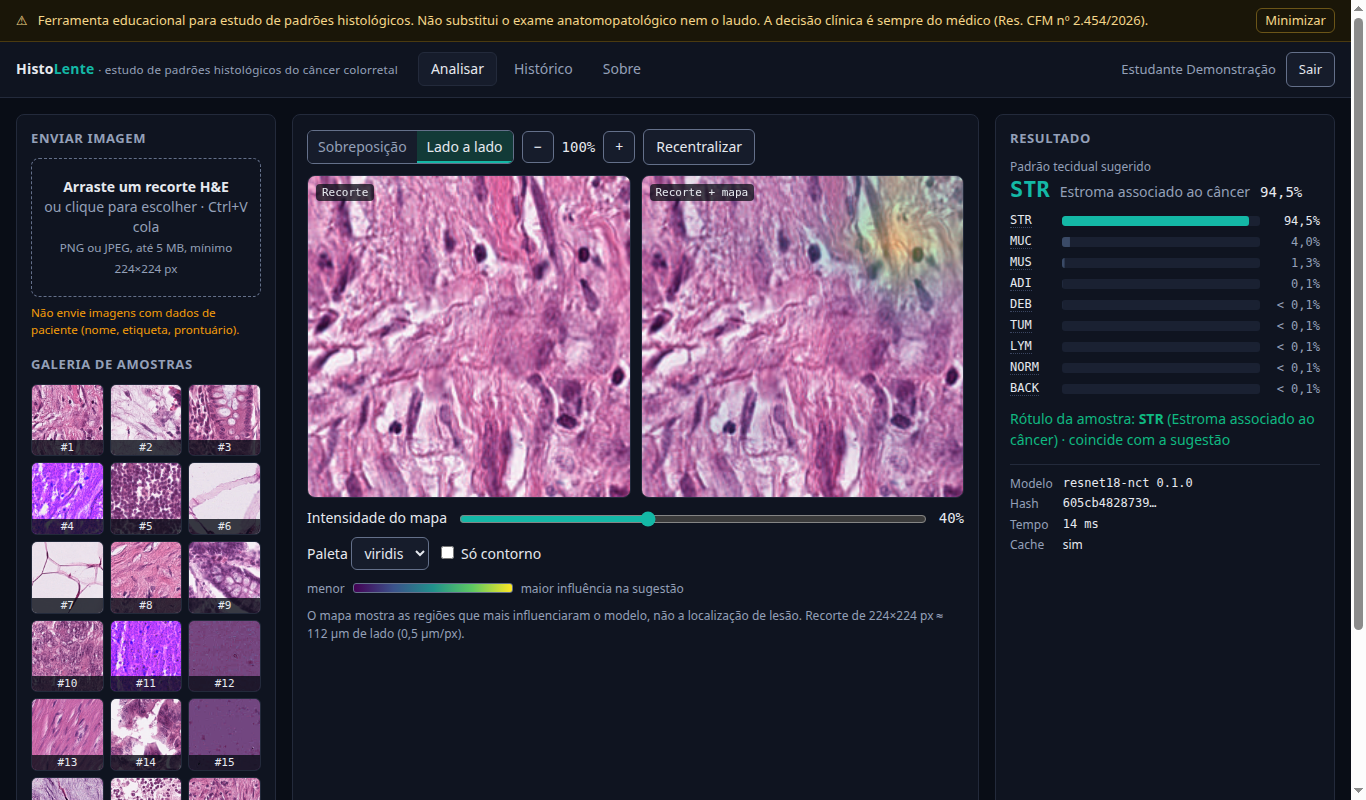 ⚠ Ferramenta educacional para estudo de padrões histológicos. Não substitui o exame anatomopatológico nem o laudo. A decisão clínica é sempre do médico (Res. CFM nº 2.454/2026).
Minimizar
HistoLente · estudo de padrões histológicos do câncer colorretal
Analisar
Histórico
Sobre
Estudante Demonstração
Sair
ENVIAR IMAGEM
Arraste um recorte H&E
ou clique para escolher · Ctrl+V
cola
PNG ou JPEG, até 5 MB, mínimo
224×224 px
Não envie imagens com dados de
paciente (nome, etiqueta, prontuário).
GALERIA DE AMOSTRAS
#1
#2
#3
#4
#5
#6
#7
#8
#9
#10
#11
#12
#13
#14
#15
Sobreposição
Lado a lado
−
100%
+
Recentralizar
Recorte
Recorte + mapa
Intensidade do mapa
40%
Paleta
viridis
Só contorno
menor
maior influência na sugestão
O mapa mostra as regiões que mais influenciaram o modelo, não a localização de lesão. Recorte de 224×224 px ≈
112 µm de lado (0,5 µm/px).
RESULTADO
Padrão tecidual sugerido
STR Estroma associado ao câncer 94,5%
STR 94,5%
MUC 4,0%
MUS 1,3%
ADI 0,1%
DEB < 0,1%
TUM < 0,1%
LYM < 0,1%
NORM < 0,1%
BACK < 0,1%
Rótulo da amostra: STR (Estroma associado ao
câncer) · coincide com a sugestão
Modelo resnet18-nct 0.1.0
Hash 605cb4828739…
Tempo 14 ms
Cache sim